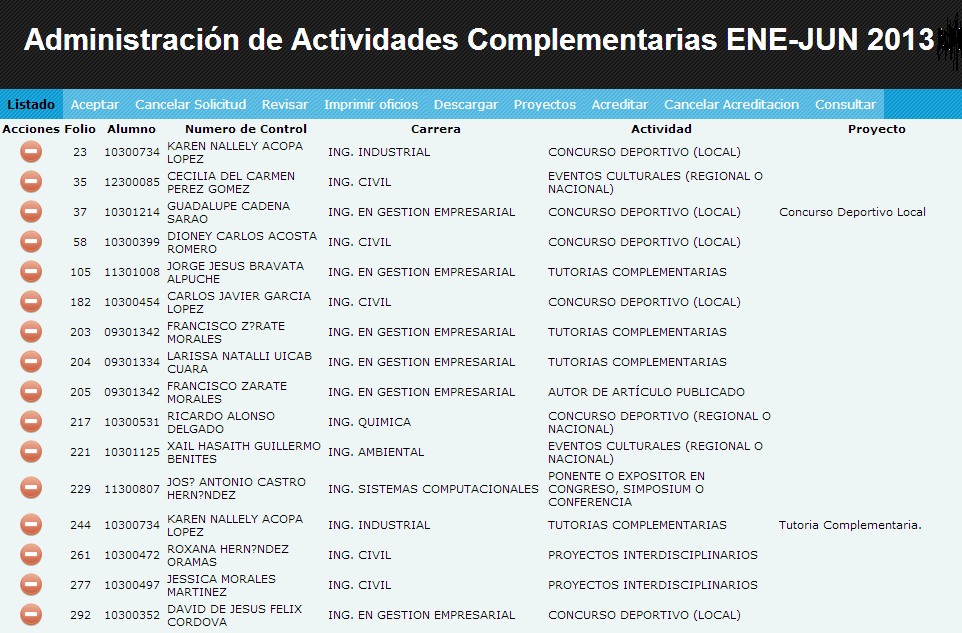 Administración de Actividades Complementarias ENE-JUN 2013
Listado Aceptar Cancelar Solicitud Revisar Imprimir oficios Descargar Proyectos Acreditar Cancelar Acreditacion Consultar
Acciones Folio Alumno Numero de Control Carrera Actividad Proyecto
23 10300734 KAREN NALLELY ACOPA LOPEZ ING. INDUSTRIAL CONCURSO DEPORTIVO (LOCAL)
35 12300085 CECILIA DEL CARMEN PEREZ GOMEZ ING. CIVIL EVENTOS CULTURALES (REGIONAL O NACIONAL)
37 10301214 GUADALUPE CADENA SARAO ING. EN GESTION EMPRESARIAL CONCURSO DEPORTIVO (LOCAL) Concurso Deportivo Local
58 10300399 DIONEY CARLOS ACOSTA ROMERO ING. CIVIL CONCURSO DEPORTIVO (LOCAL)
105 11301008 JORGE JESUS BRAVATA ALPUCHE ING. EN GESTION EMPRESARIAL TUTORIAS COMPLEMENTARIAS
182 10300454 CARLOS JAVIER GARCIA LOPEZ ING. CIVIL CONCURSO DEPORTIVO (LOCAL)
203 09301342 FRANCISCO Z?RATE MORALES ING. EN GESTION EMPRESARIAL TUTORIAS COMPLEMENTARIAS
204 09301334 LARISSA NATALLI UICAB CUARA ING. EN GESTION EMPRESARIAL TUTORIAS COMPLEMENTARIAS
205 09301342 FRANCISCO ZARATE MORALES ING. EN GESTION EMPRESARIAL AUTOR DE ARTÍCULO PUBLICADO
217 10300531 RICARDO ALONSO DELGADO ING. QUIMICA CONCURSO DEPORTIVO (REGIONAL O NACIONAL)
221 10301125 XAIL HASAITH GUILLERMO BENITES ING. AMBIENTAL EVENTOS CULTURALES (REGIONAL O NACIONAL)
229 11300807 JOS? ANTONIO CASTRO HERN?NDEZ ING. SISTEMAS COMPUTACIONALES PONENTE O EXPOSITOR EN CONGRESO, SIMPOSIUM O CONFERENCIA
244 10300734 KAREN NALLELY ACOPA LOPEZ ING. INDUSTRIAL TUTORIAS COMPLEMENTARIAS Tutoria Complementaria.
261 10300472 ROXANA HERN?NDEZ ORAMAS ING. CIVIL PROYECTOS INTERDISCIPLINARIOS
277 10300497 JESSICA MORALES MARTINEZ ING. CIVIL PROYECTOS INTERDISCIPLINARIOS
292 10300352 DAVID DE JESUS FELIX CORDOVA ING. EN GESTION EMPRESARIAL CONCURSO DEPORTIVO (LOCAL)